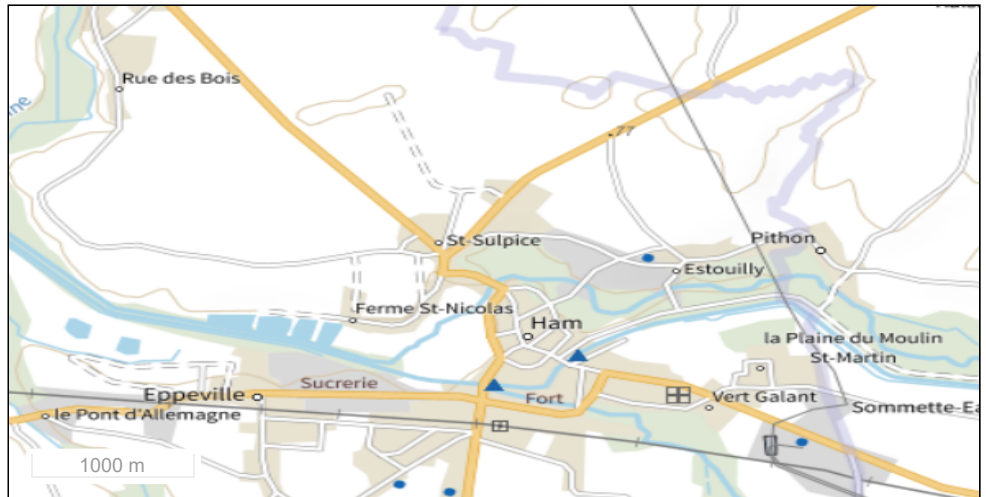 Rue des Bois
ne
77
St-Sulpice
Pithon
Estouilly
Ferme St-Nicolas
Ham
la Plaine du Moulin
St-Martin
Sucrerie
Eppeville
Fort
Vert Galant
le Pont d'Allemagne
Sommette-Ea
1000 m